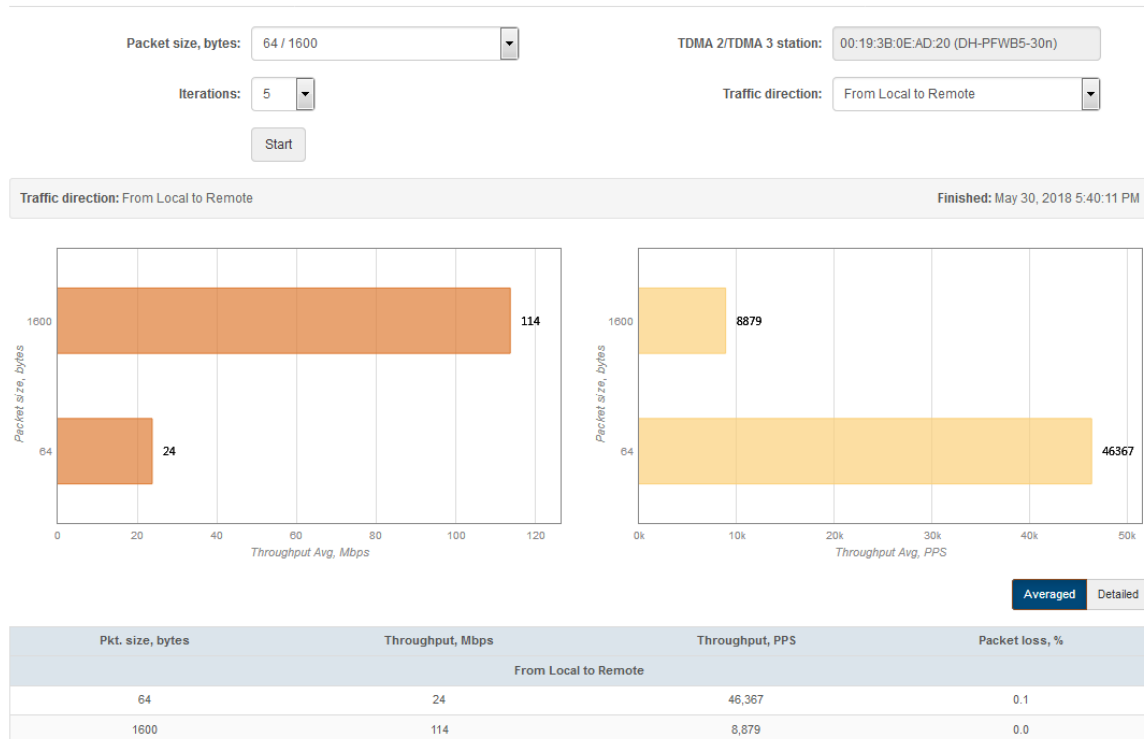 Packet size, bytes: 64 / 1600 TDMA 2/TDMA 3 station: 00:19:3B:0E:AD:20 (DH-PFWB5-30n)
Iterations: 5 Traffic direction: From Local to Remote
Start
Traffic direction: From Local to Remote Finished: May 30, 2018 5:40:11 PM
Packet size, bytes
1600
114
64
24
0 20 40 60 80 100 120
Throughput Avg, Mbps
Packet size, bytes
1600
8879
64
46367
0k 10k 20k 30k 40k 50k
Throughput Avg, PPS
Averaged Detailed
Pkt. size, bytes Throughput, Mbps Throughput, PPS Packet loss, %
From Local to Remote
64 24 46,367 0.1
1600 114 8,879 0.0